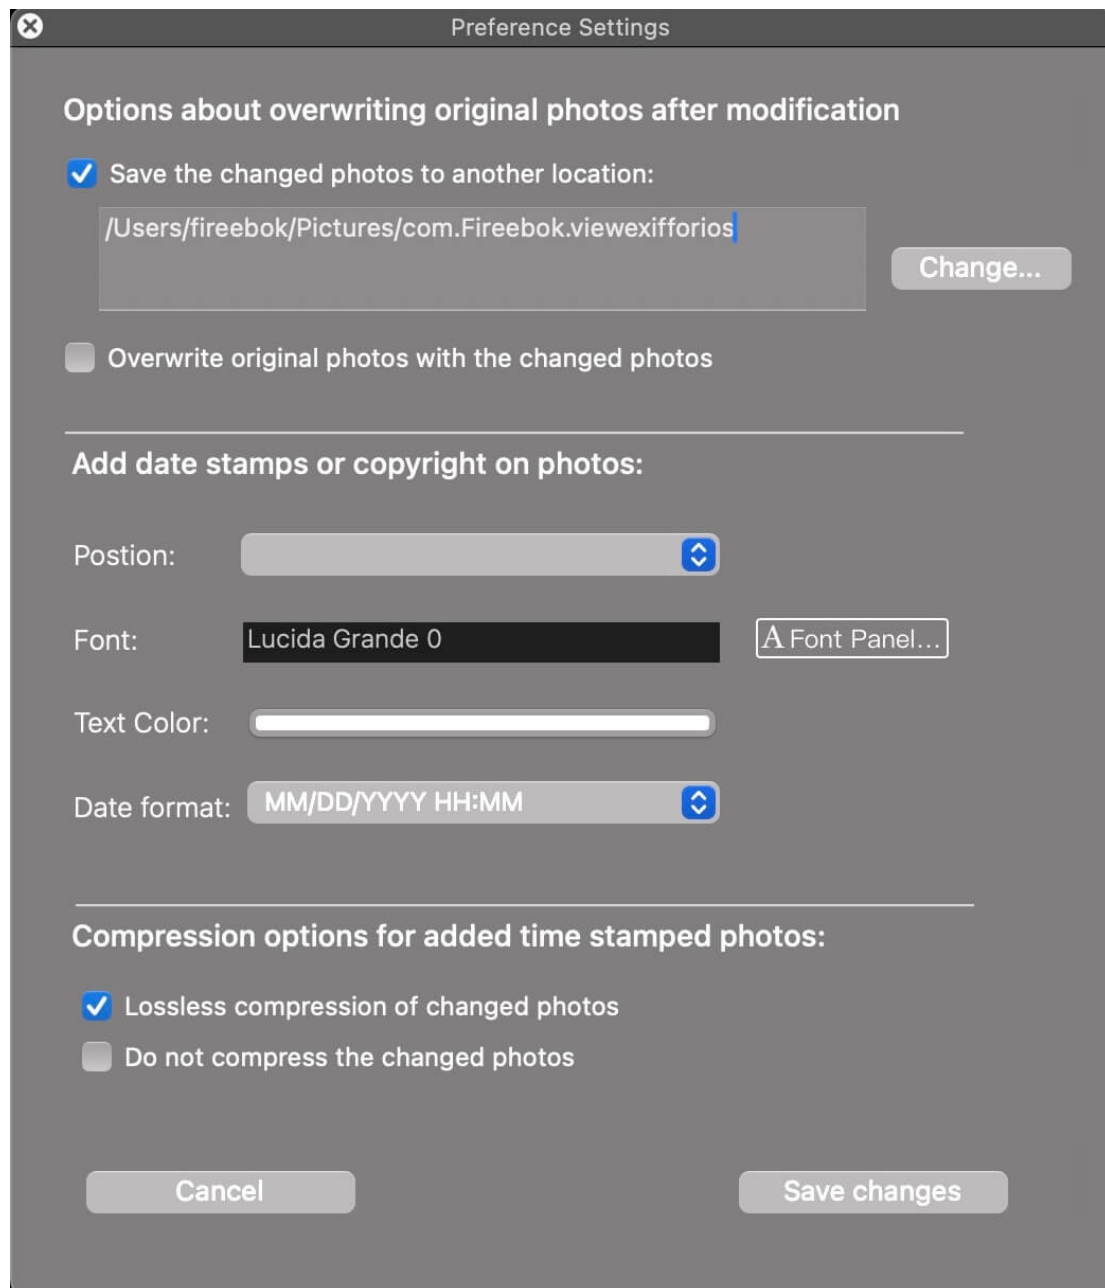 Preference Settings
Options about overwriting original photos after modification
Save the changed photos to another location:
/Users/fireebok/Pictures/com.Fireebok.viewexifforios
Change...
Overwrite original photos with the changed photos
Add date stamps or copyright on photos:
Postion:
Font:
Lucida Grande 0
A Font Panel...
Text Color:
Date format:
MM/DD/YYYY HH:MM
Compression options for added time stamped photos:
Lossless compression of changed photos
Do not compress the changed photos
Cancel
Save changes